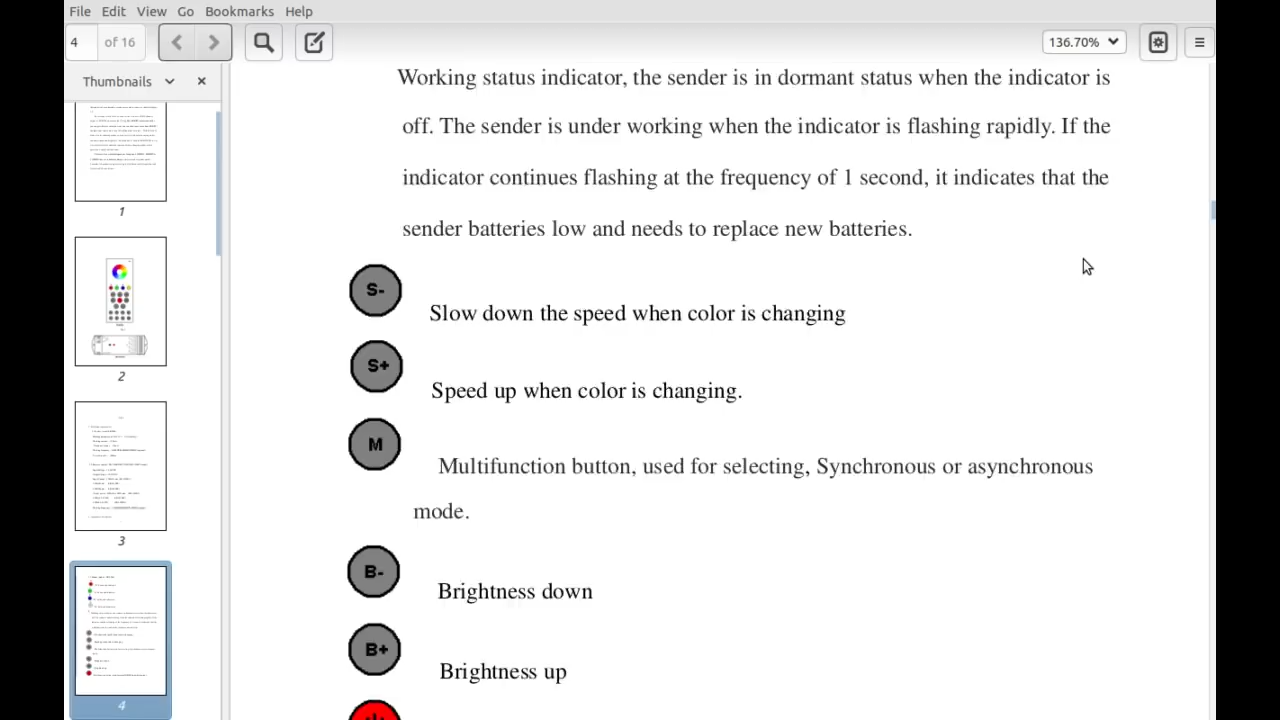 File Edit View Go Bookmarks Help
4 of 16 136.70%
Thumbnails
Working status indicator, the sender is in dormant status when the indicator is
off. The sender is under working when the indicator is flashing rapidly. If the
indicator continues flashing at the frequency of 1 second, it indicates that the
sender batteries low and needs to replace new batteries.
S-
Slow down the speed when color is changing
S+
Speed up when color is changing.
M
Multifunction button, used for selecting, Synchronous or asynchronous
mode.
B-
Brightness down
B+
Brightness up
1
2
3
4